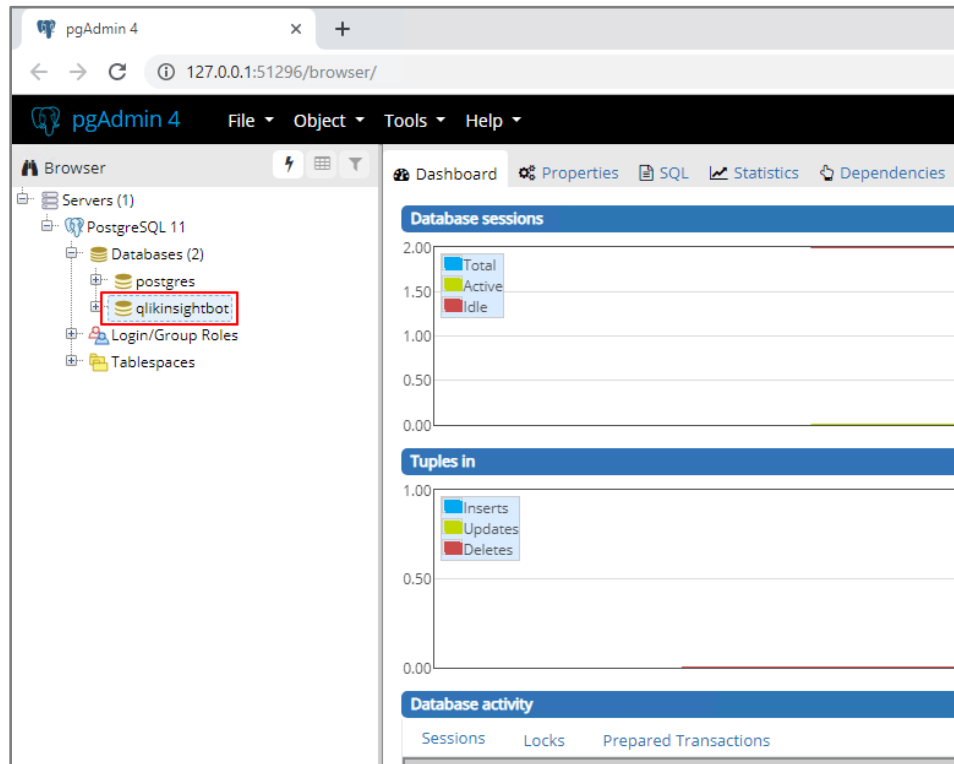 pgAdmin 4
127.0.0.1:51296/browser/
pgAdmin 4 File Object Tools Help
Browser
Servers (1)
PostgreSQL 11
Databases (2)
postgres
qlikinsightbot
Login/Group Roles
Tablespaces
Dashboard Properties SQL Statistics Dependencies
Database sessions
2.00
1.50
1.00
0.50
0.00
Total
Active
Idle
Tuples in
1.00
0.50
0.00
Inserts
Updates
Deletes
Database activity
Sessions Locks Prepared Transactions